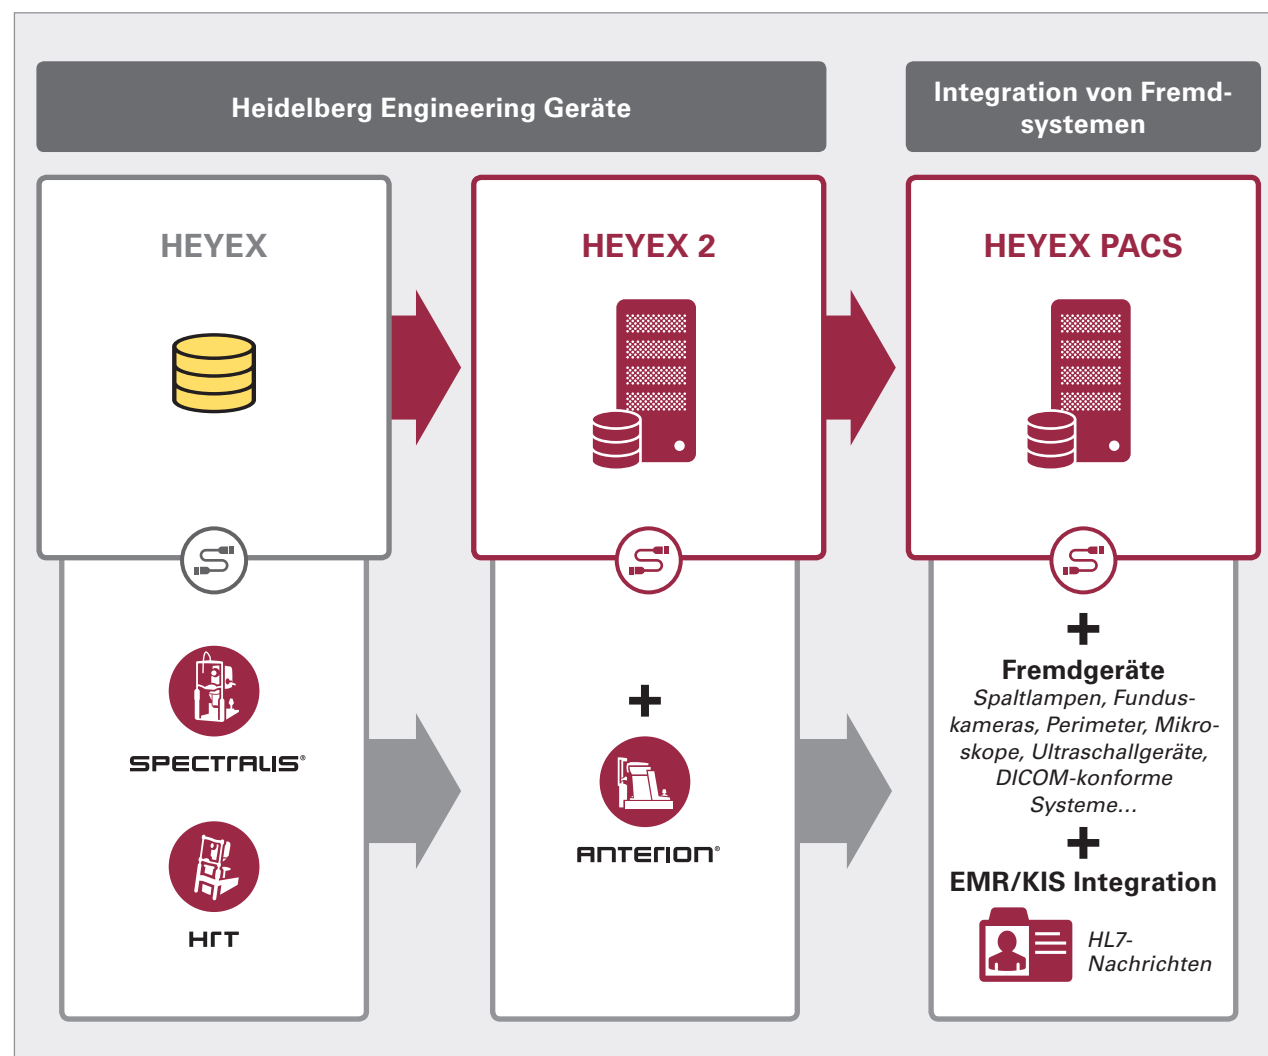 Heidelberg Engineering Geräte
Integration von Fremd-
systemen
HEYEX
HEYEX 2
HEYEX PACS
SPECTRALIS®
HRT
ANTERION®
Fremdgeräte
Spaltlampen, Fundus-
kameras, Perimeter, Mikro-
skope, Ultraschallgeräte,
DICOM-konforme
Systeme...
EMR/KIS Integration
HL7-
Nachrichten